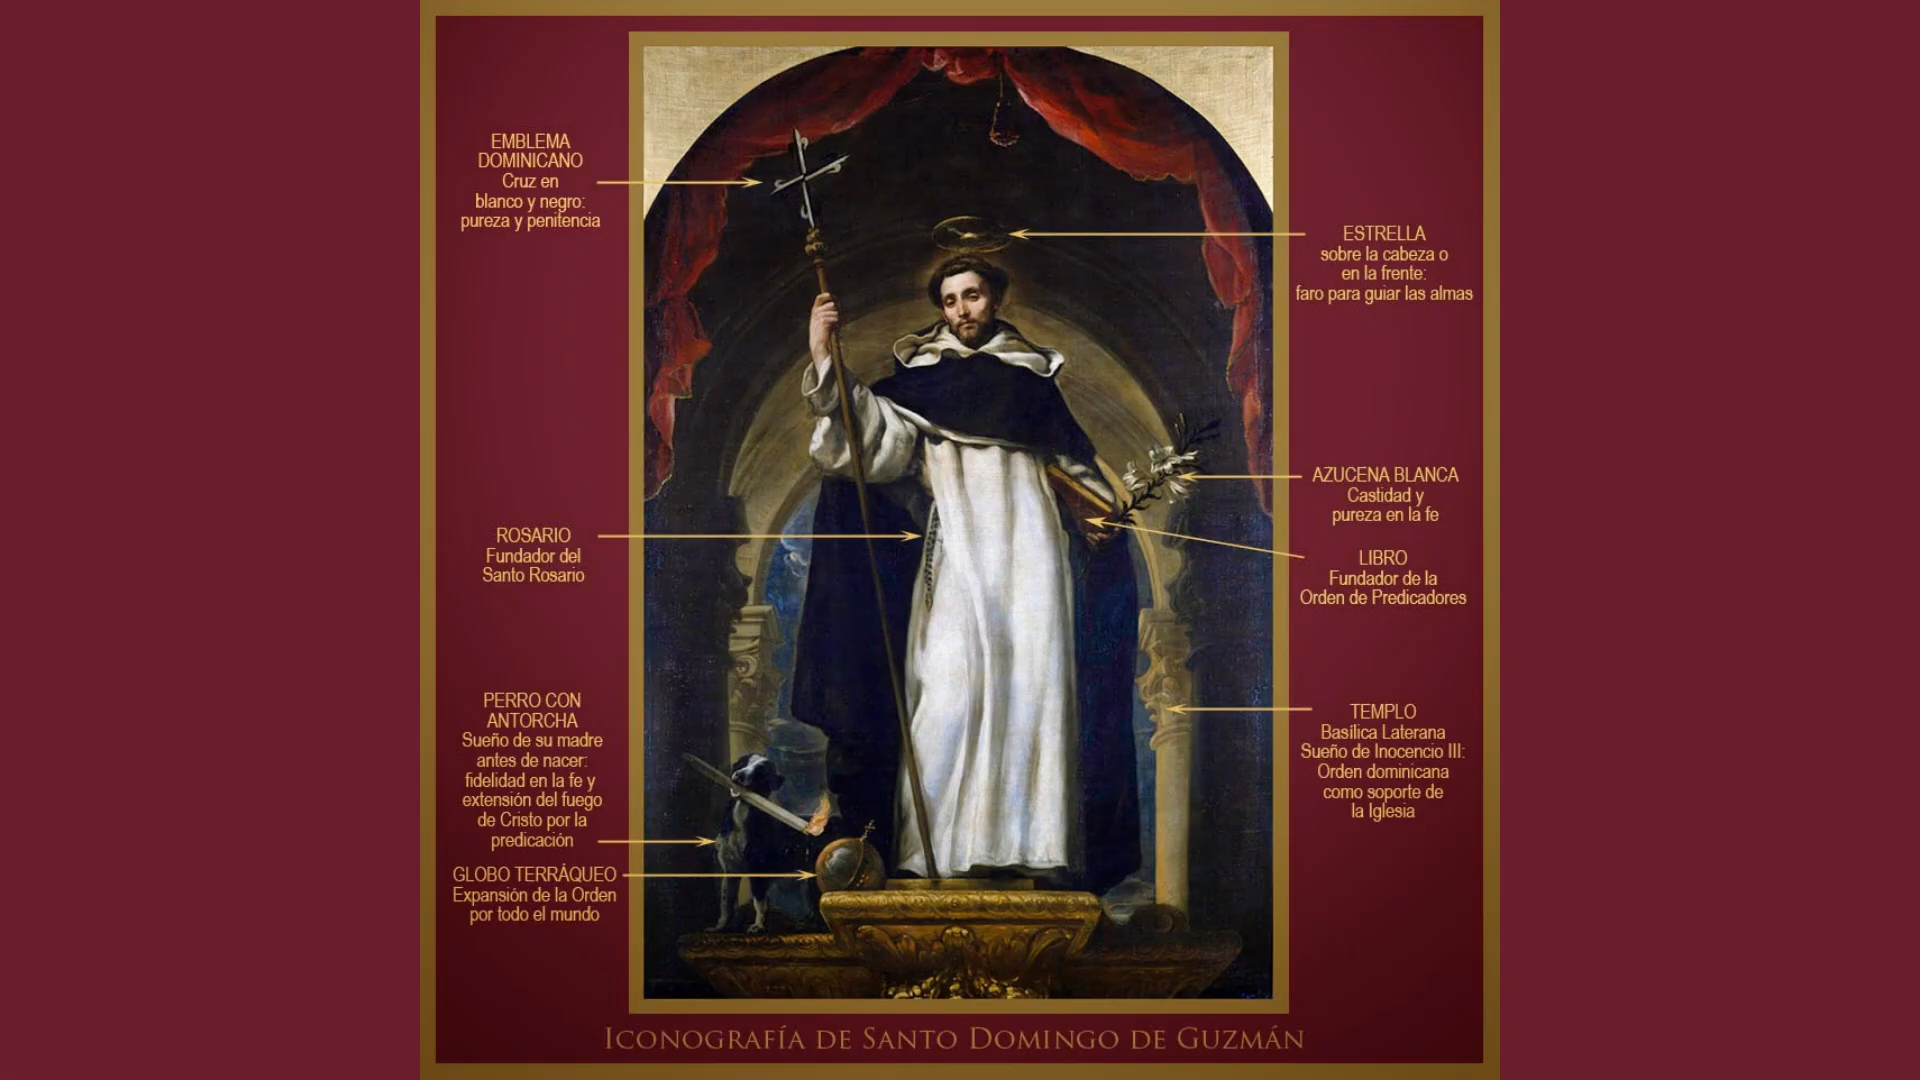 EMBLEMA
DOMINICANO
Cruz en
blanco y negro:
pureza y penitencia
ROSARIO
Fundador del
Santo Rosario
PERRO CON
ANTORCHA
Sueño de su madre
antes de nacer:
fidelidad en la fe y
extensión del fuego
de Cristo por la
predicación
GLOBO TERRÁQUEO
Expansión de la Orden
por todo el mundo
ESTRELLA
sobre la cabeza o
en la frente:
faro para guiar las almas
AZUCENA BLANCA
Castidad y
pureza en la fe
LIBRO
Fundador de la
Orden de Predicadores
TEMPLO
Basílica Laterana
Sueño de Inocencio III:
Orden dominicana
como soporte de
la Iglesia
ICONOGRAFÍA DE SANTO DOMINGO DE GUZMÁN